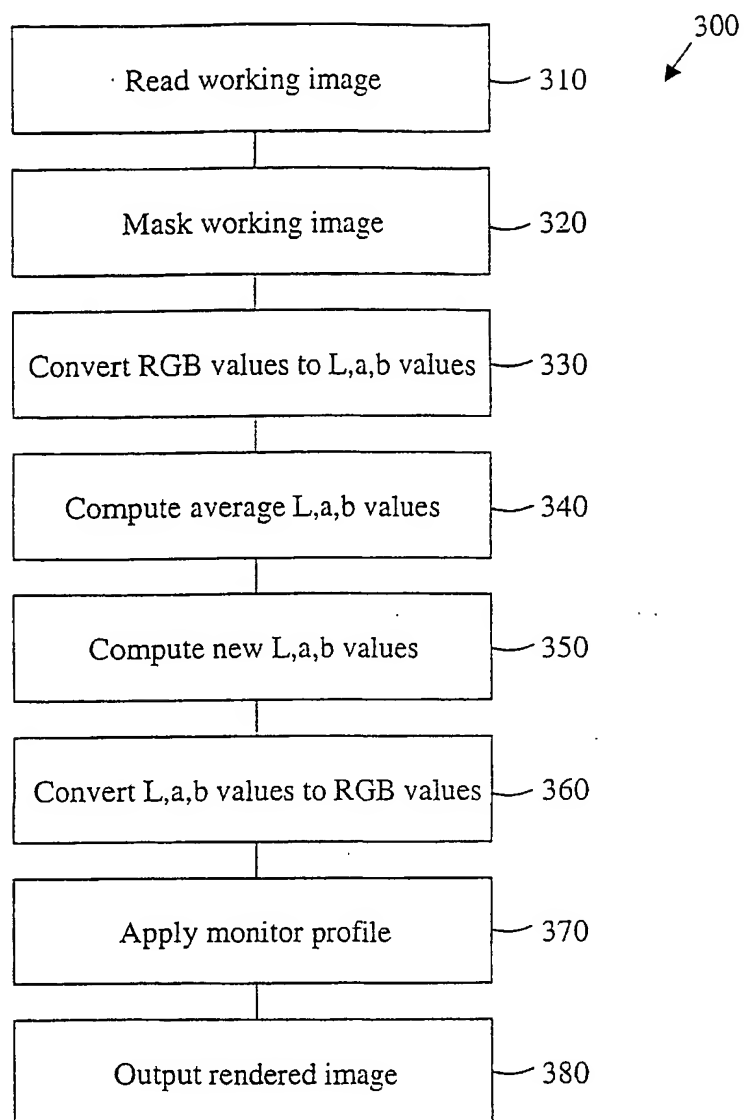 300
Read working image 310
Mask working image 320
Convert RGB values to L,a,b values 330
Compute average L,a,b values 340
Compute new L,a,b values 350
Convert L,a,b values to RGB values 360
Apply monitor profile 370
Output rendered image 380